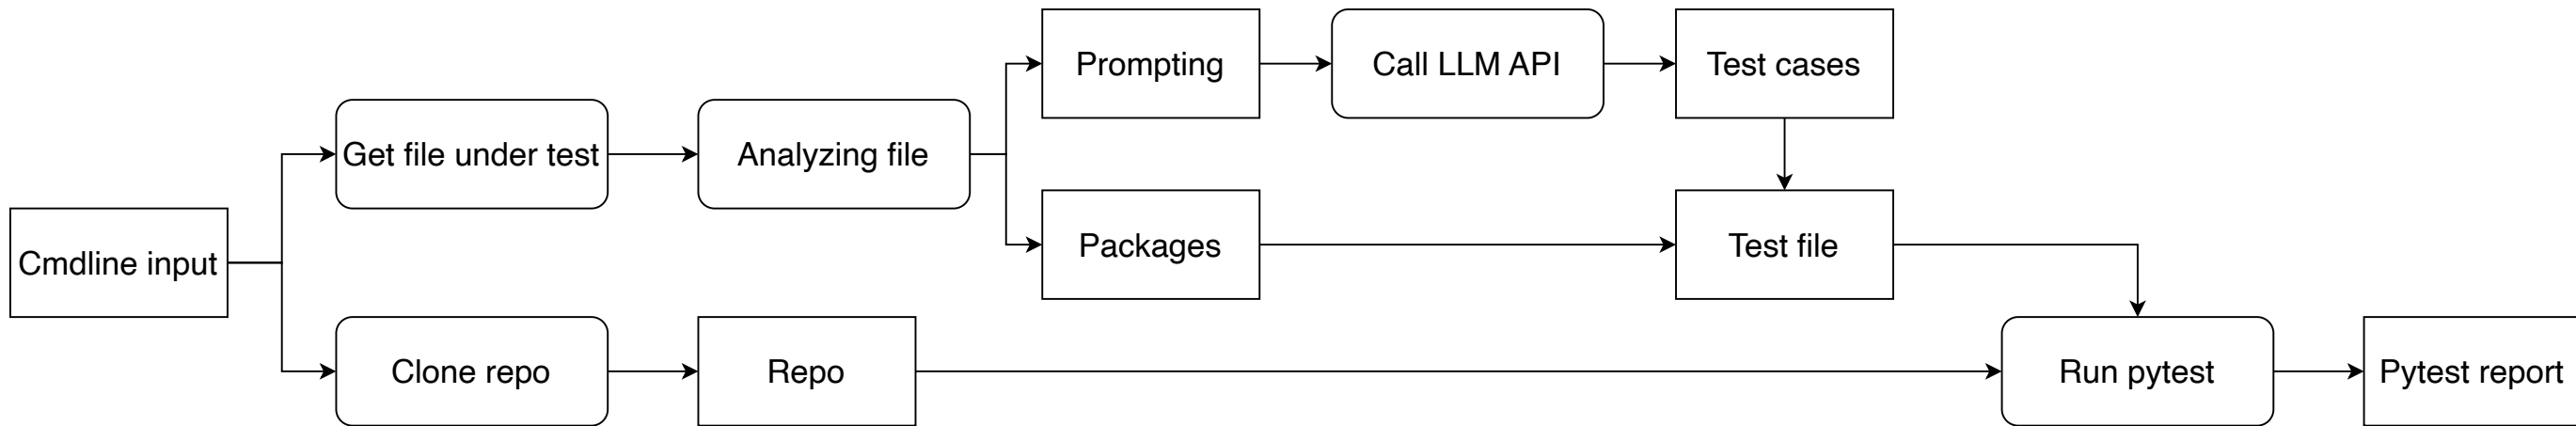 Prompting
Call LLM API
Test cases
Get file under test
Analyzing file
Packages
Test file
Cmdline input
Clone repo
Repo
Run pytest
Pytest report